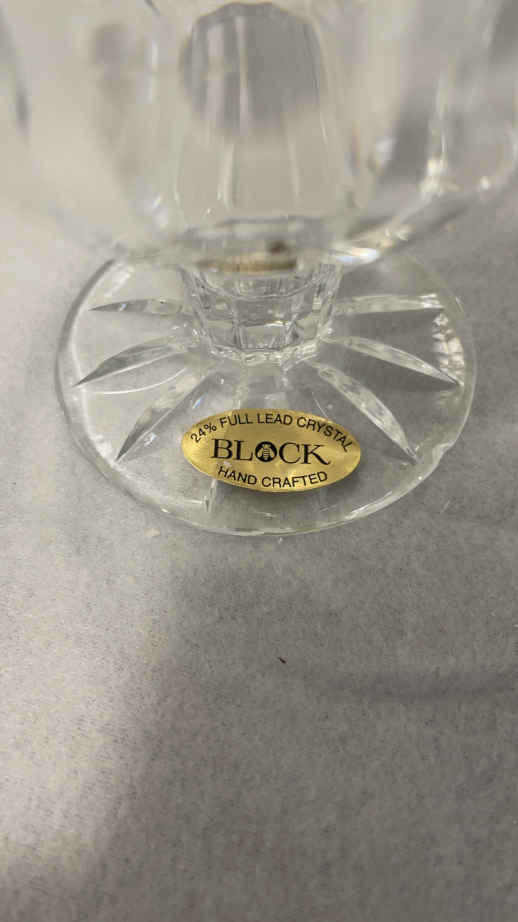 24% FULL LEAD CRYSTAL
BLOCK
HAND CRAFTED